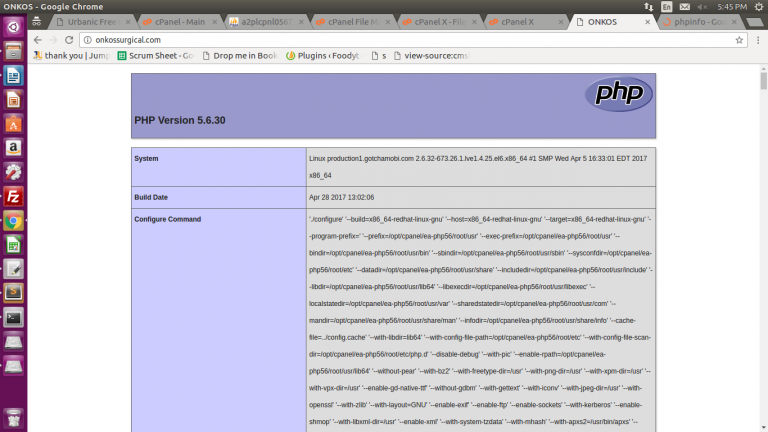 ONKOS - Google Chrome
En
5:45 PM
Urbanic Free
cPanel - Main
a2plcpnl0561
cPanel File M
cPanel X - File
cPanel X
ONKOS
phpinfo - Goo
onkossurgical.com
thank you | Jump
Scrum Sheet - Go
Drop me in Book
Plugins ‹ Foodyt
s
view-source:cms
php
PHP Version 5.6.30
System
Linux production1.gotchamobi.com 2.6.32-673.26.1.lve1.4.25.el6.x86_64 #1 SMP Wed Apr 5 16:33:01 EDT 2017
x86_64
Build Date
Apr 28 2017 13:02:06
Configure Command
'./configure' '--build=x86_64-redhat-linux-gnu' '--host=x86_64-redhat-linux-gnu' '--target=x86_64-redhat-linux-gnu' '-
-program-prefix=' '--prefix=/opt/cpanel/ea-php56/root/usr' '--exec-prefix=/opt/cpanel/ea-php56/root/usr' '--
bindir=/opt/cpanel/ea-php56/root/usr/bin' '--sbindir=/opt/cpanel/ea-php56/root/usr/sbin' '--sysconfdir=/opt/cpanel/ea-
php56/root/etc' '--datadir=/opt/cpanel/ea-php56/root/usr/share' '--includedir=/opt/cpanel/ea-php56/root/usr/include' '-
-libdir=/opt/cpanel/ea-php56/root/usr/lib64' '--libexecdir=/opt/cpanel/ea-php56/root/usr/libexec' '--
localstatedir=/opt/cpanel/ea-php56/root/usr/var' '--sharedstatedir=/opt/cpanel/ea-php56/root/usr/com' '--
mandir=/opt/cpanel/ea-php56/root/usr/share/man' '--infodir=/opt/cpanel/ea-php56/root/usr/share/info' '--cache-
file=../config.cache' '--with-libdir=lib64' '--with-config-file-path=/opt/cpanel/ea-php56/root/etc' '--with-config-file-scan-
dir=/opt/cpanel/ea-php56/root/etc/php.d' '--disable-debug' '--with-pic' '--enable-rpath=/opt/cpanel/ea-
php56/root/usr/lib64' '--without-pear' '--with-bz2' '--with-freetype-dir=/usr' '--with-png-dir=/usr' '--with-xpm-dir=/usr' '--
with-vpx-dir=/usr' '--enable-gd-native-ttf' '--without-gdbm' '--with-gettext' '--with-iconv' '--with-jpeg-dir=/usr' '--with-
openssl' '--with-zlib' '--with-layout=GNU' '--enable-exif' '--enable-ftp' '--enable-sockets' '--with-kerberos' '--enable-
shmop' '--with-libxml-dir=/usr' '--enable-xml' '--with-system-tzdata' '--with-mhash' '--with-apxs2=/usr/bin/apxs' '--